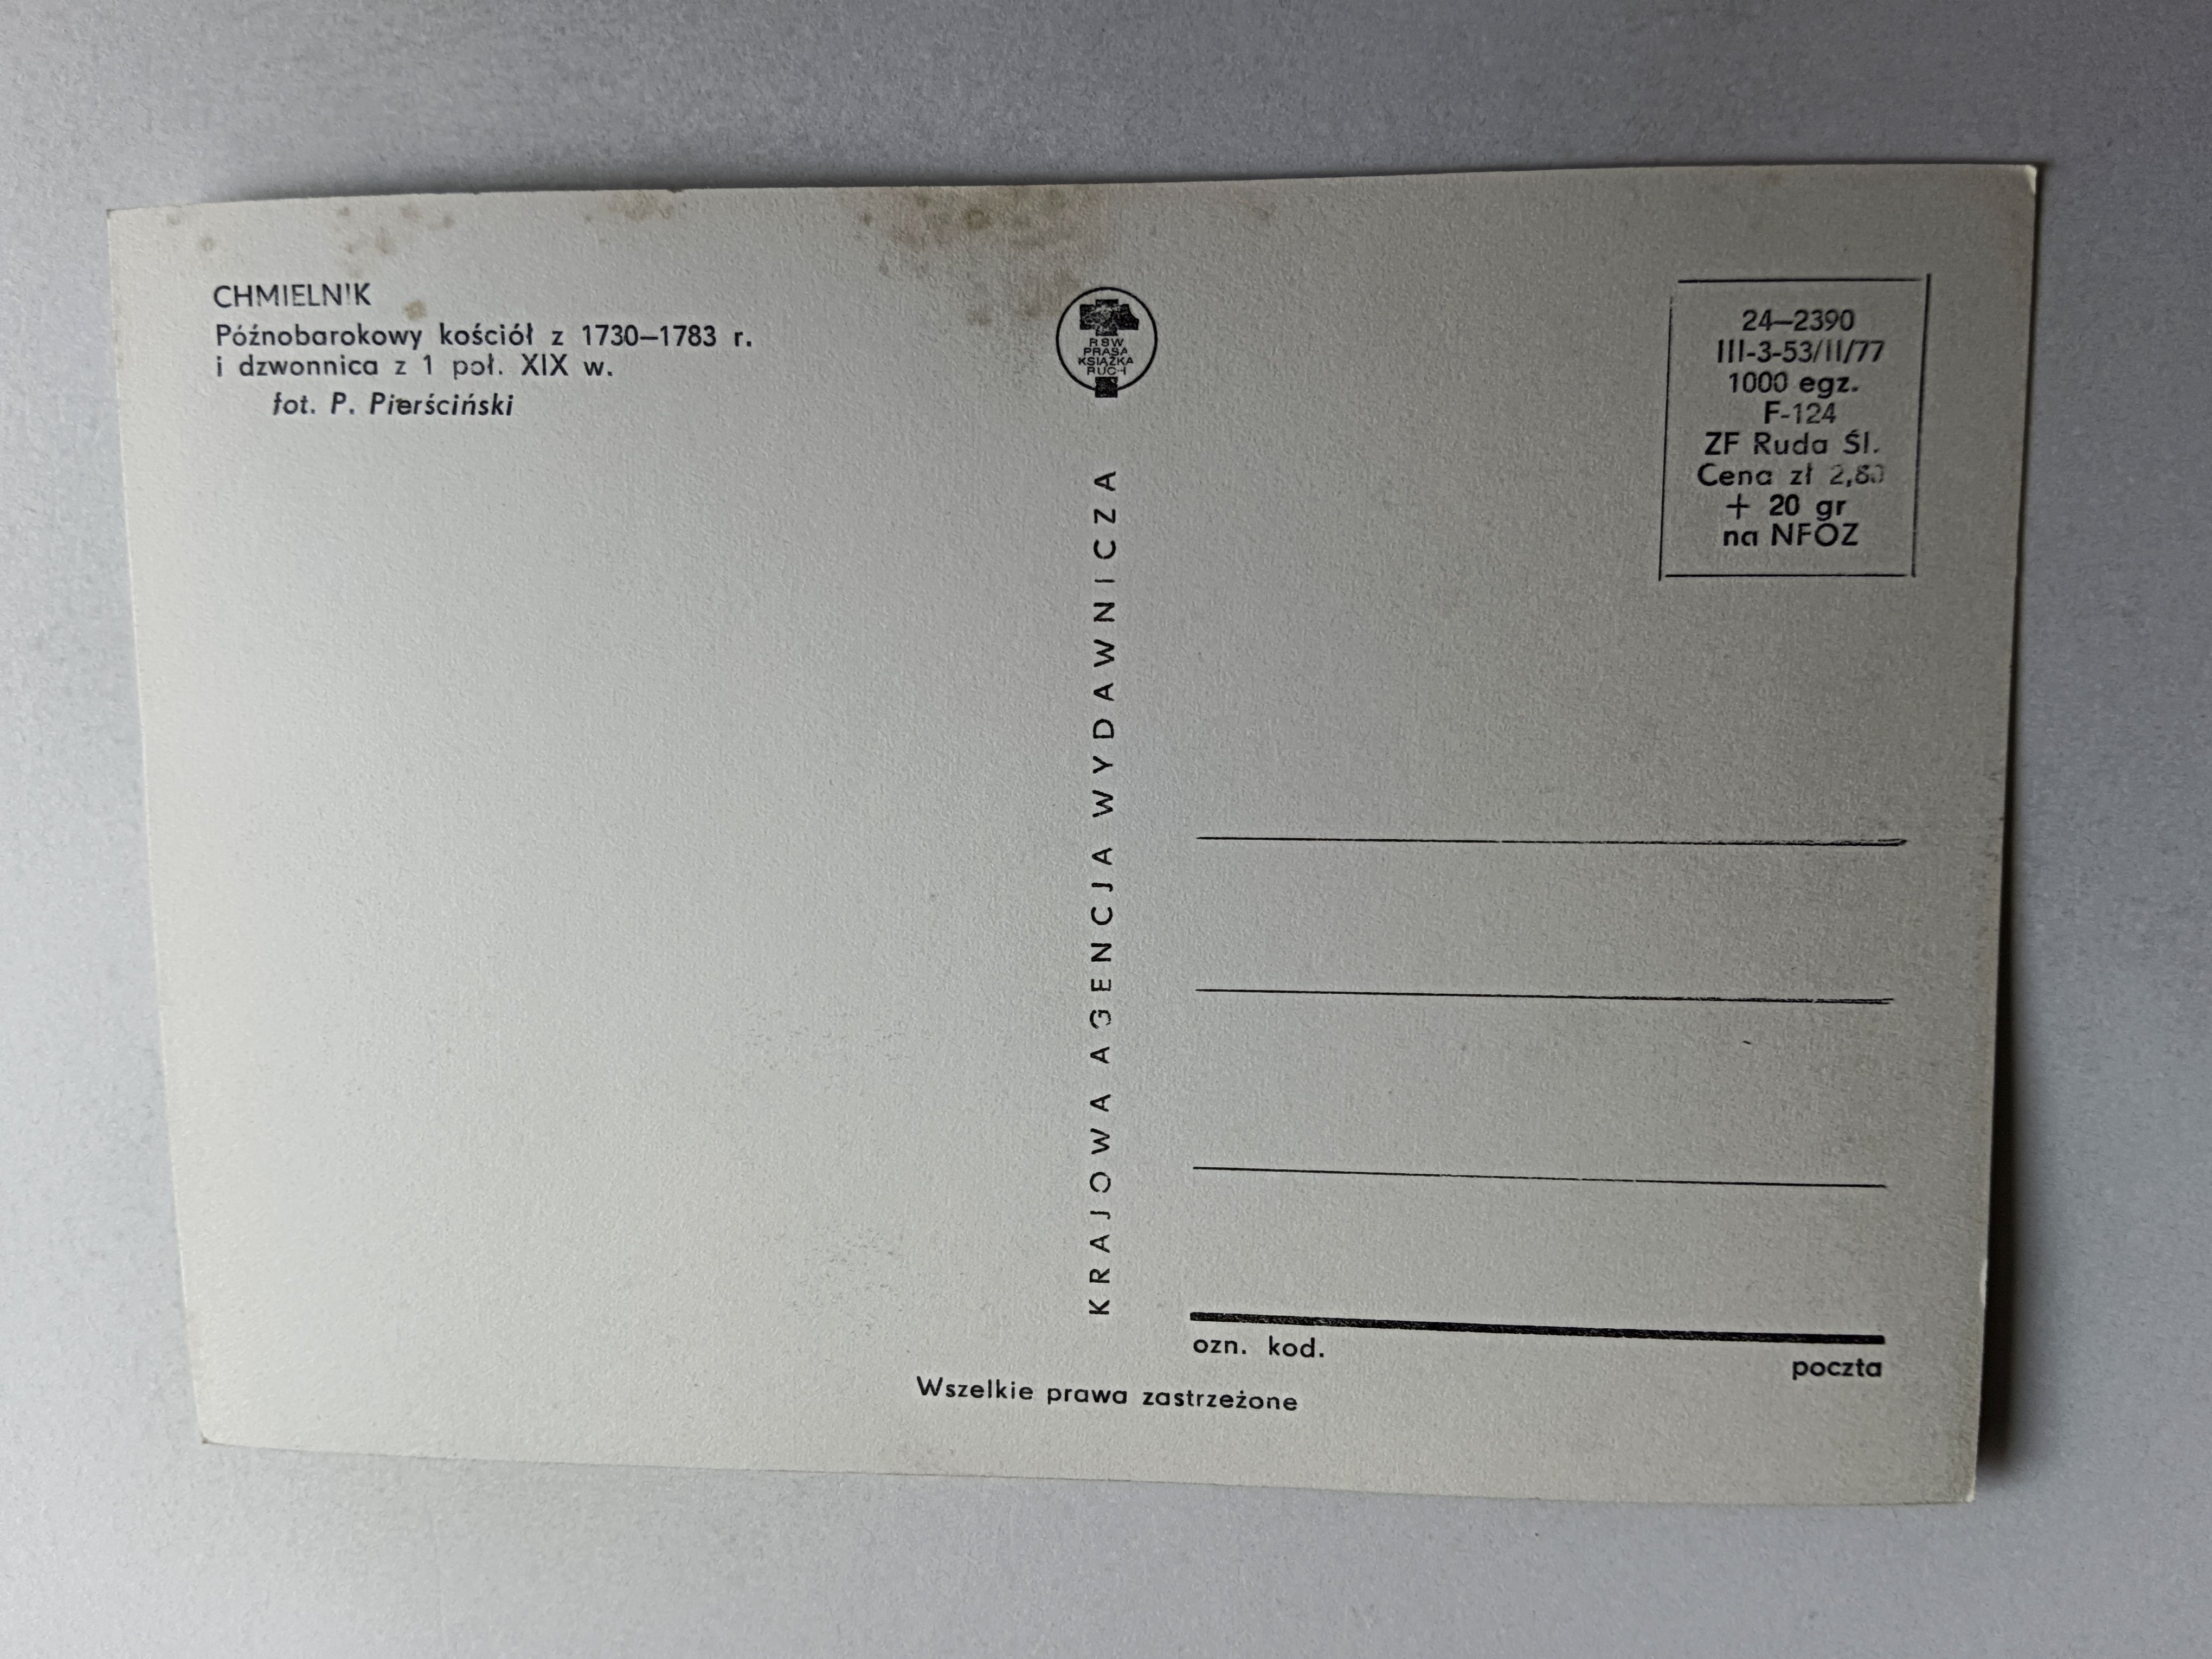 CHMIELNIK
Późnobarokowy kościół z 1730–1783 r.
i dzwonnica z 1 poł. XIX w.
fot. P. Pierściński
RSW
PRASA
KSIĄŻKA
RUCH
KRAJOWA AGENCJA WYDAWNICZA
24–2390
III-3-53/II/77
1000 egz.
F-124
ZF Ruda Śl.
Cena zł 2,80
+ 20 gr
na NFOZ
ozn. kod.
poczta
Wszelkie prawa zastrzeżone